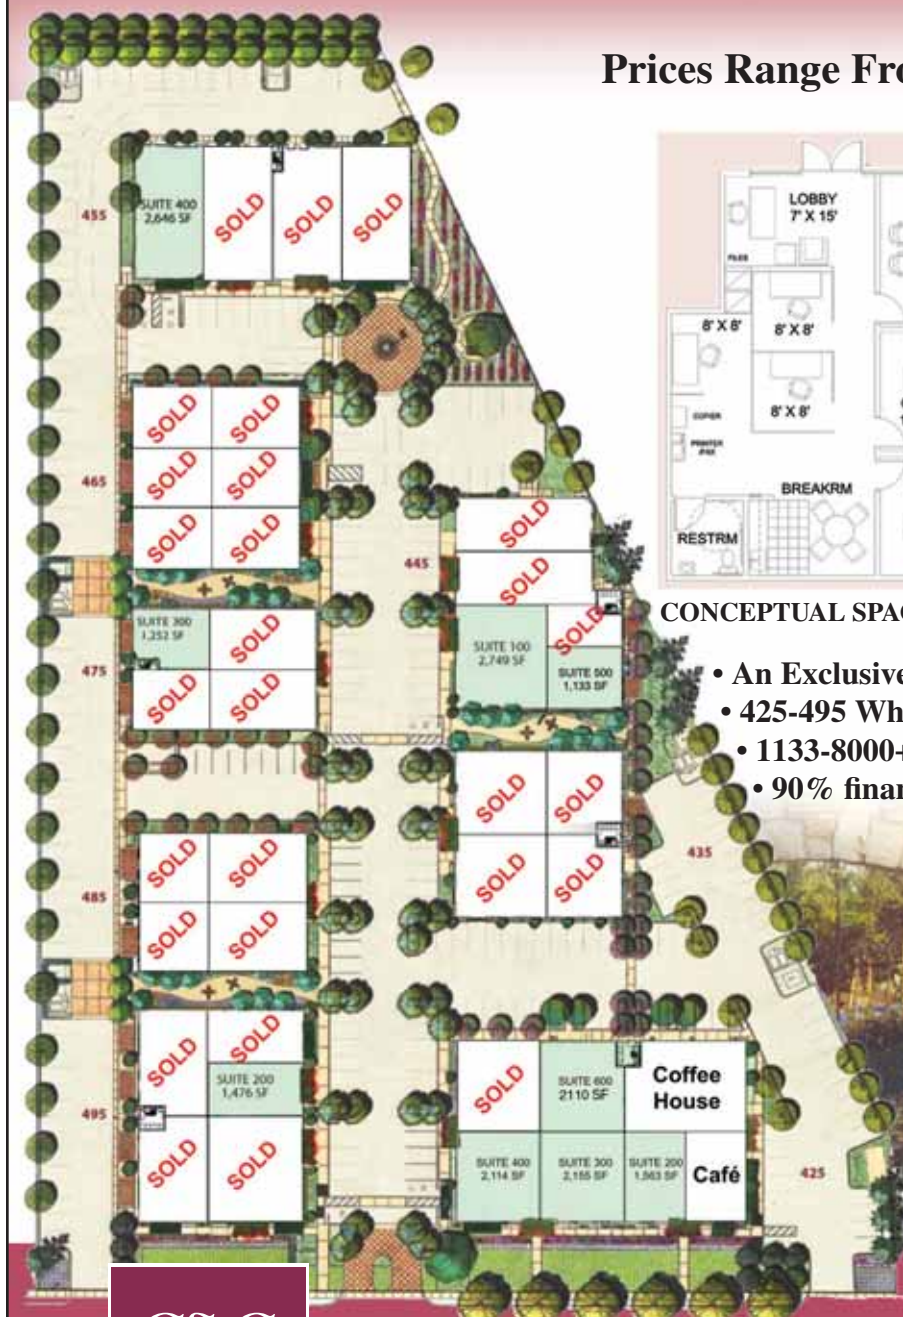 Prices Range
SUITE 400
2,646 SF
SOLD
SOLD
SOLD
455
LOBBY
7' X 15'
FILES
8' X 8'
8' X 8'
8' X 8'
COPIER
PRINTER
/FAX
BREAKRM
RESTRM
SOLD
SOLD
SOLD
SOLD
SOLD
SOLD
465
445
SOLD
SOLD
SOLD
SUITE 100
2,749 SF
SUITE 500
1,133 SF
CONCEPTUAL
SUITE 300
1,252 SF
SOLD
SOLD
SOLD
475
• An Exclusive
• 425-495
• 1133-8000+
• 90%
SOLD
SOLD
SOLD
SOLD
435
SOLD
SOLD
SOLD
SOLD
485
SOLD
SOLD
SUITE 200
1,476 SF
SOLD
SOLD
495
SOLD
SUITE 600
2110 SF
Coffee
House
SUITE 400
2,114 SF
SUITE 300
2,155 SF
SUITE 200
1,563 SF
Café
425